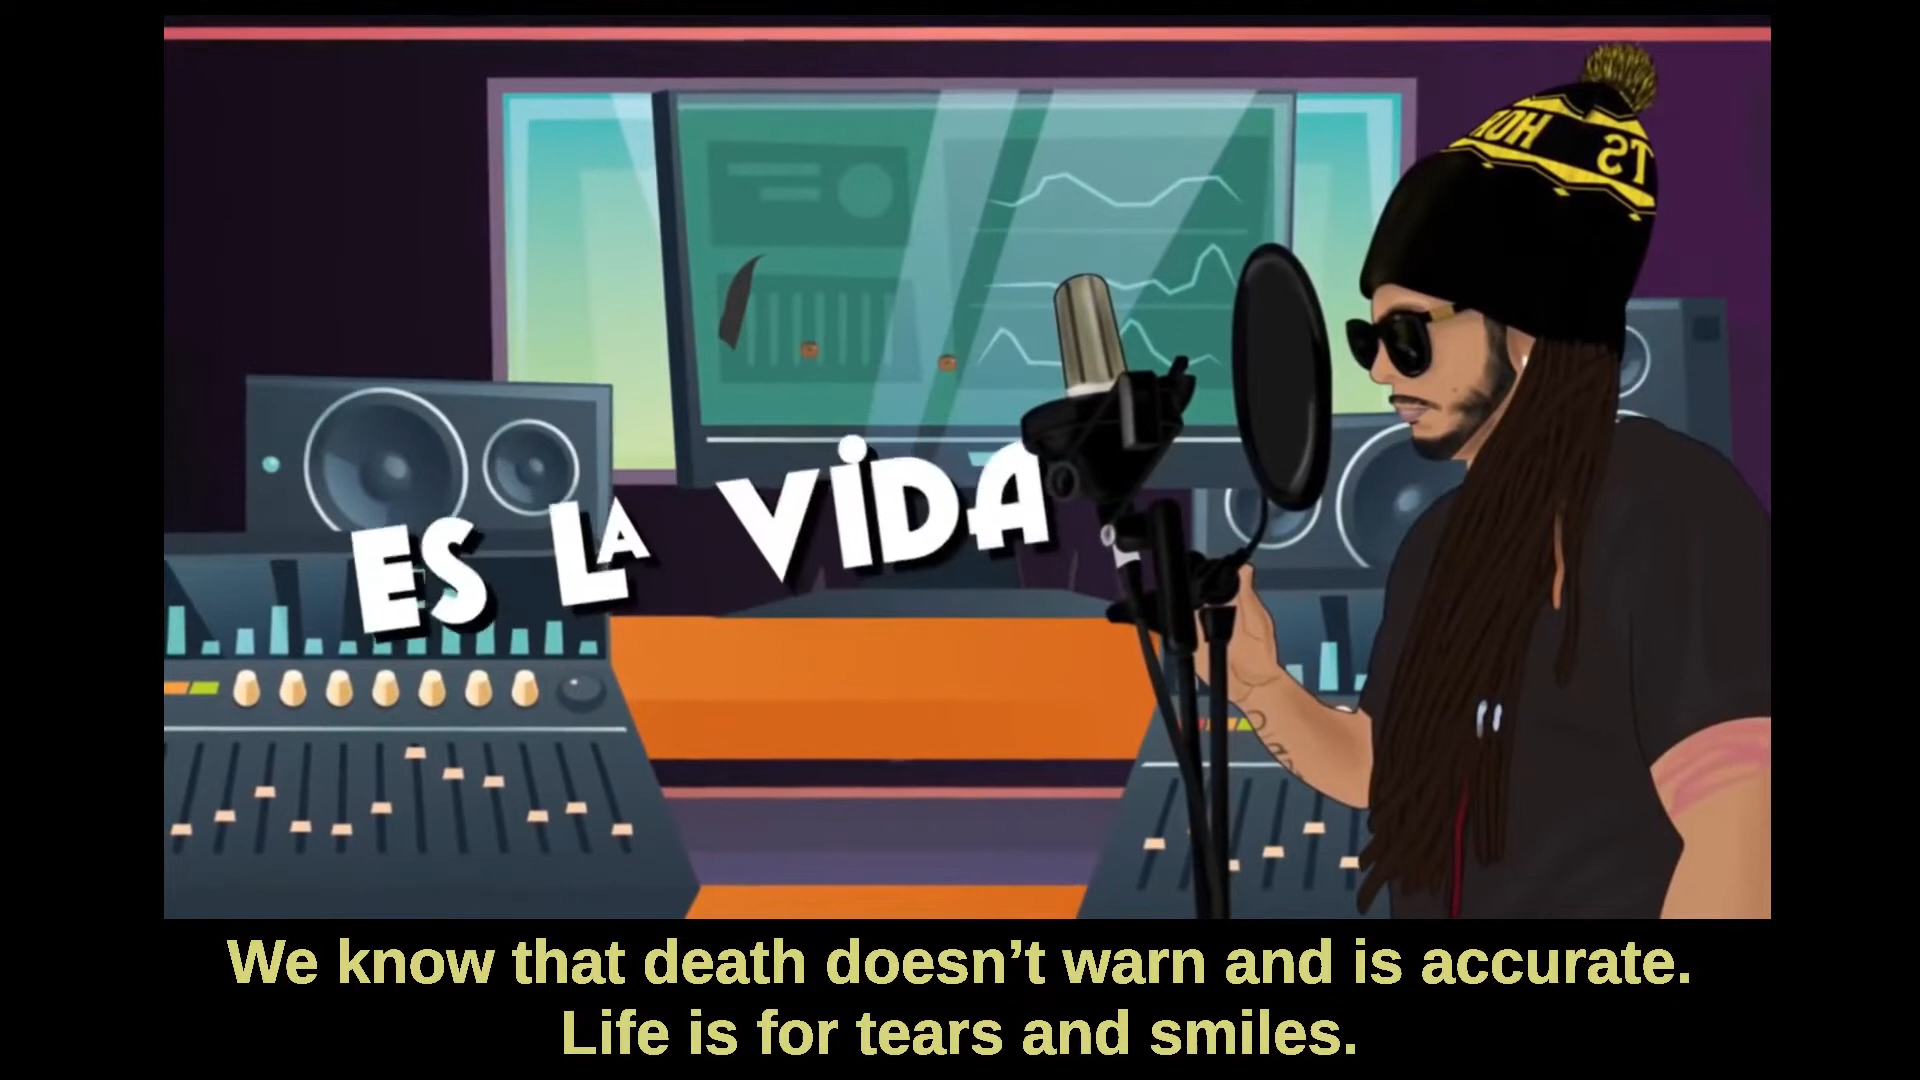 ES LA VIDA
We know that death doesn’t warn and is accurate.
Life is for tears and smiles.